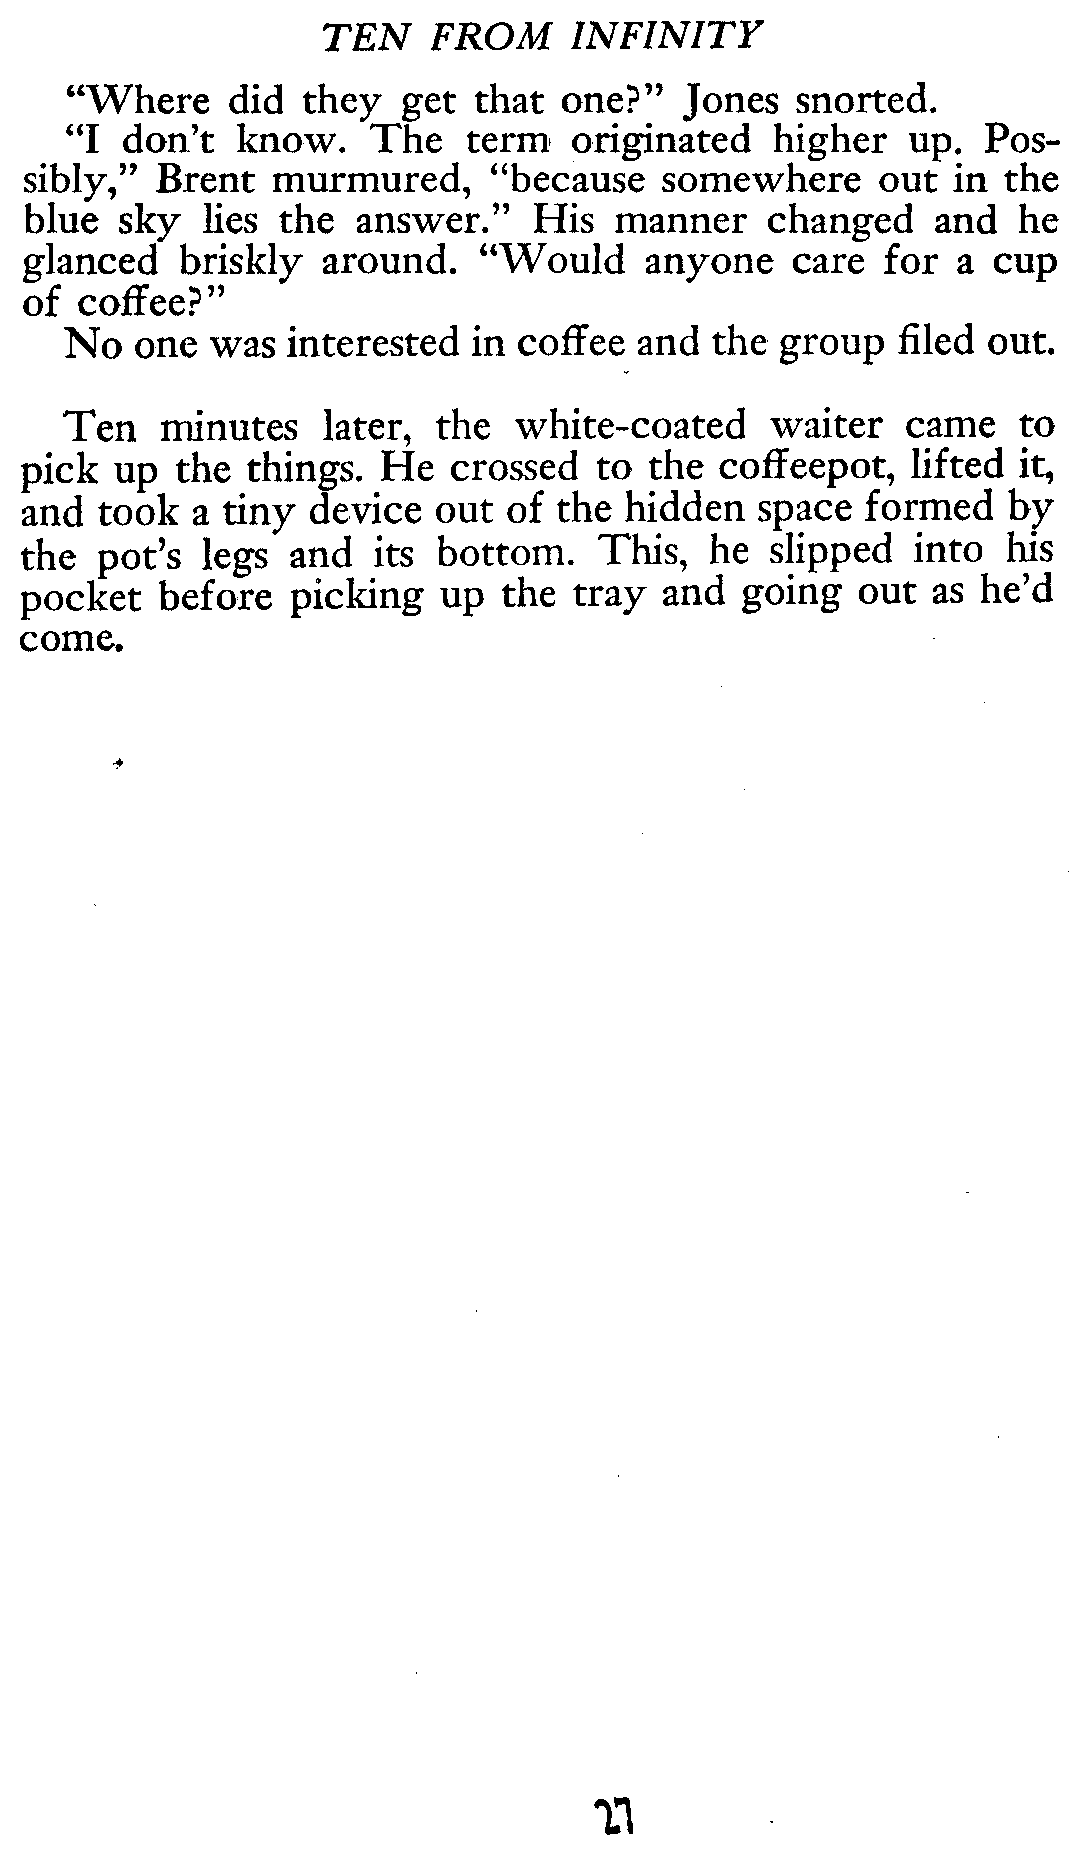 TEN FROM INFINITY
“Where did they get that one?” Jones snorted.
“I don't know. The term originated higher up. Pos-
sibly,” Brent murmured, “because somewhere out in the
blue sky lies the answer.” His manner changed and he
glanced briskly around. “Would anyone care for a cup
of coffee?”
No one was interested in coffee and the group filed out.
Ten minutes later, the white-coated waiter came to
pick up the things. He crossed to the coffeepot, lifted it,
and took a tiny device out of the hidden space formed by
the pot’s legs and its bottom. This, he slipped into his
pocket before picking up the tray and going out as he’d
come.
27